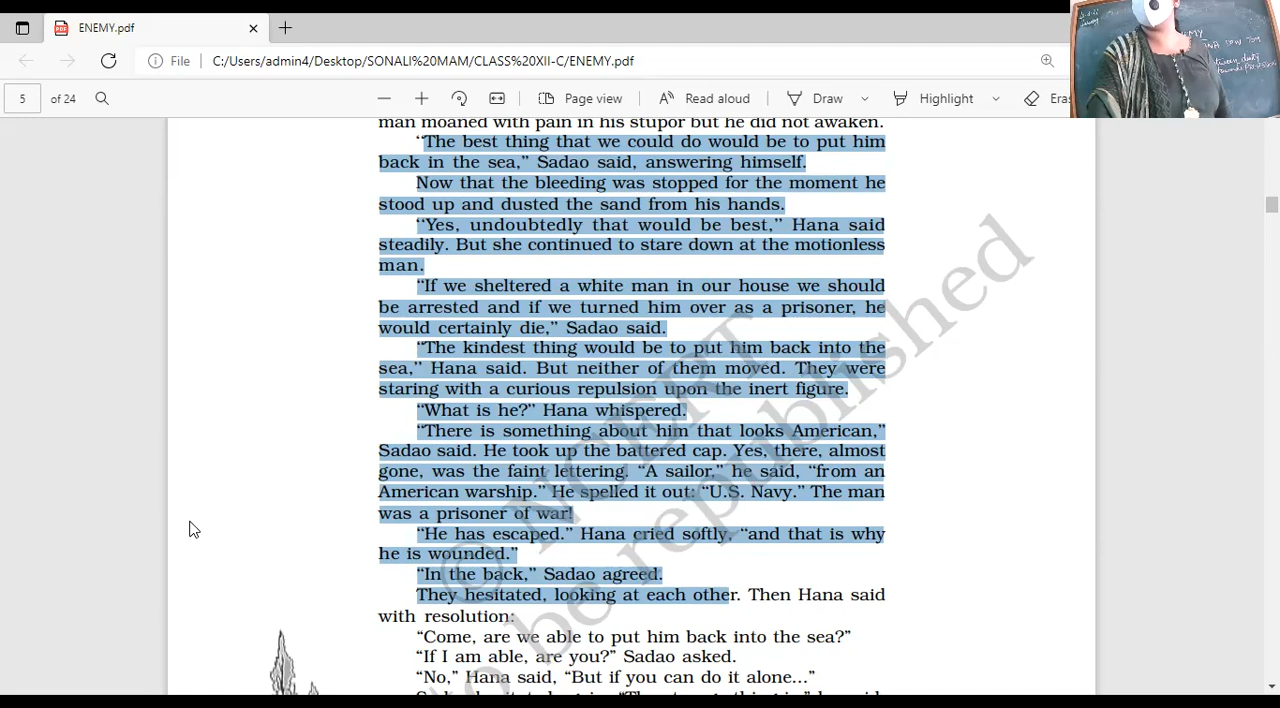 ENEMY.pdf
File C:/Users/admin4/Desktop/SONALI%20MAM/CLASS%20XII-C/ENEMY.pdf
5 of 24 Page view Read aloud Draw Highlight Eras
man moaned with pain in his stupor but he did not awaken.
“The best thing that we could do would be to put him
back in the sea,” Sadao said, answering himself.
Now that the bleeding was stopped for the moment he
stood up and dusted the sand from his hands.
“Yes, undoubtedly that would be best,” Hana said
steadily. But she continued to stare down at the motionless
man.
“If we sheltered a white man in our house we should
be arrested and if we turned him over as a prisoner, he
would certainly die,” Sadao said.
“The kindest thing would be to put him back into the
sea,” Hana said. But neither of them moved. They were
staring with a curious repulsion upon the inert figure.
“What is he?” Hana whispered.
“There is something about him that looks American,”
Sadao said. He took up the battered cap. Yes, there, almost
gone, was the faint lettering. “A sailor,” he said, “from an
American warship.” He spelled it out: “U.S. Navy.” The man
was a prisoner of war!
“He has escaped.” Hana cried softly, “and that is why
he is wounded.”
“In the back,” Sadao agreed.
They hesitated, looking at each other. Then Hana said
with resolution:
“Come, are we able to put him back into the sea?”
“If I am able, are you?” Sadao asked.
“No,” Hana said, “But if you can do it alone...”
© NCERT
be republished